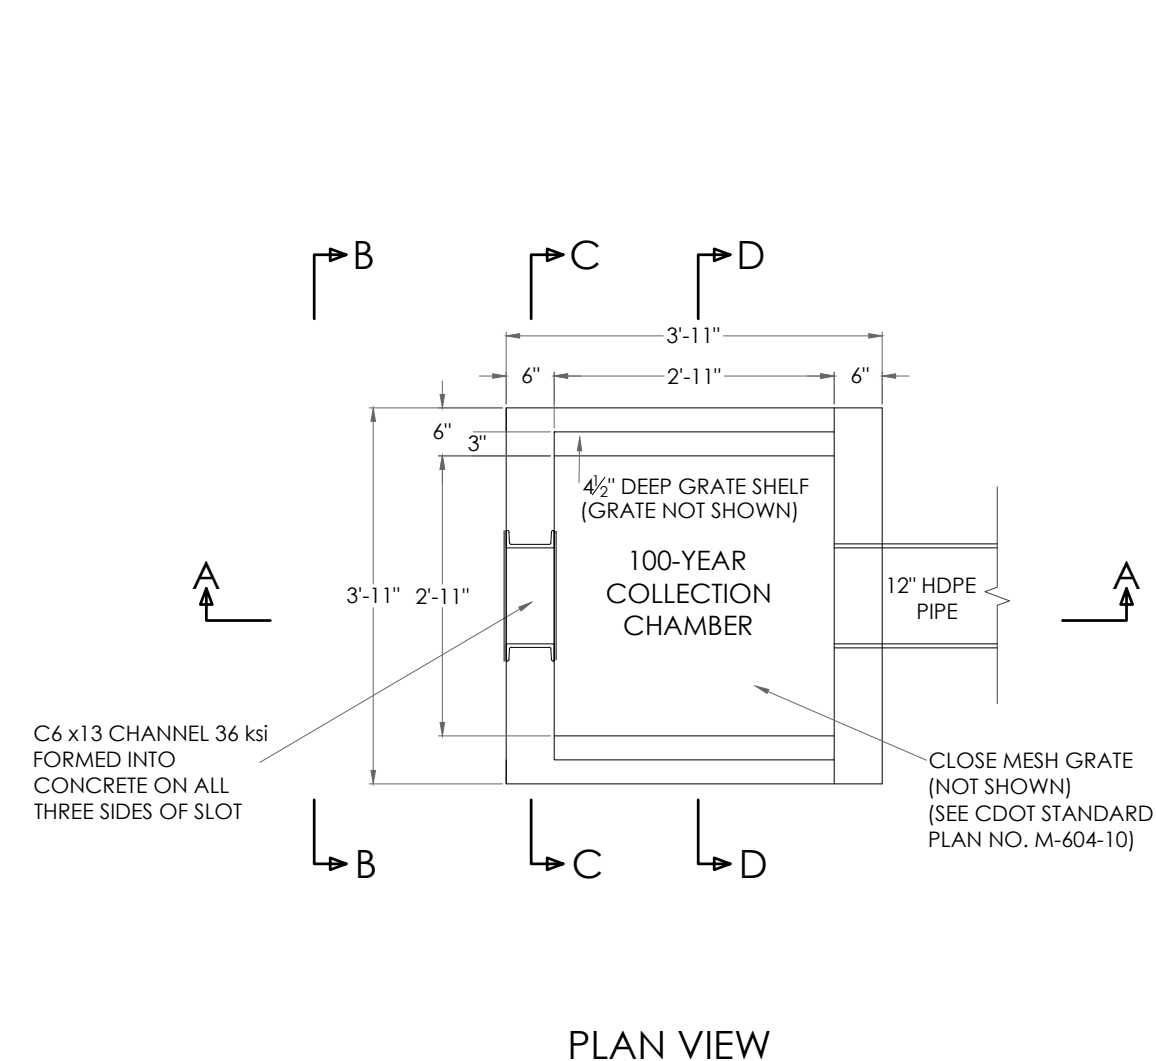 B
C
D
3'-11"
6"
2'-11"
6"
6"
3"
4½" DEEP GRATE SHELF
(GRATE NOT SHOWN)
100-YEAR
COLLECTION
CHAMBER
A
A
3'-11"
2'-11"
12" HDPE
PIPE
C6 x13 CHANNEL 36 ksi
FORMED INTO
CONCRETE ON ALL
THREE SIDES OF SLOT
CLOSE MESH GRATE
(NOT SHOWN)
(SEE CDOT STANDARD
PLAN NO. M-604-10)
B
C
D
PLAN VIEW